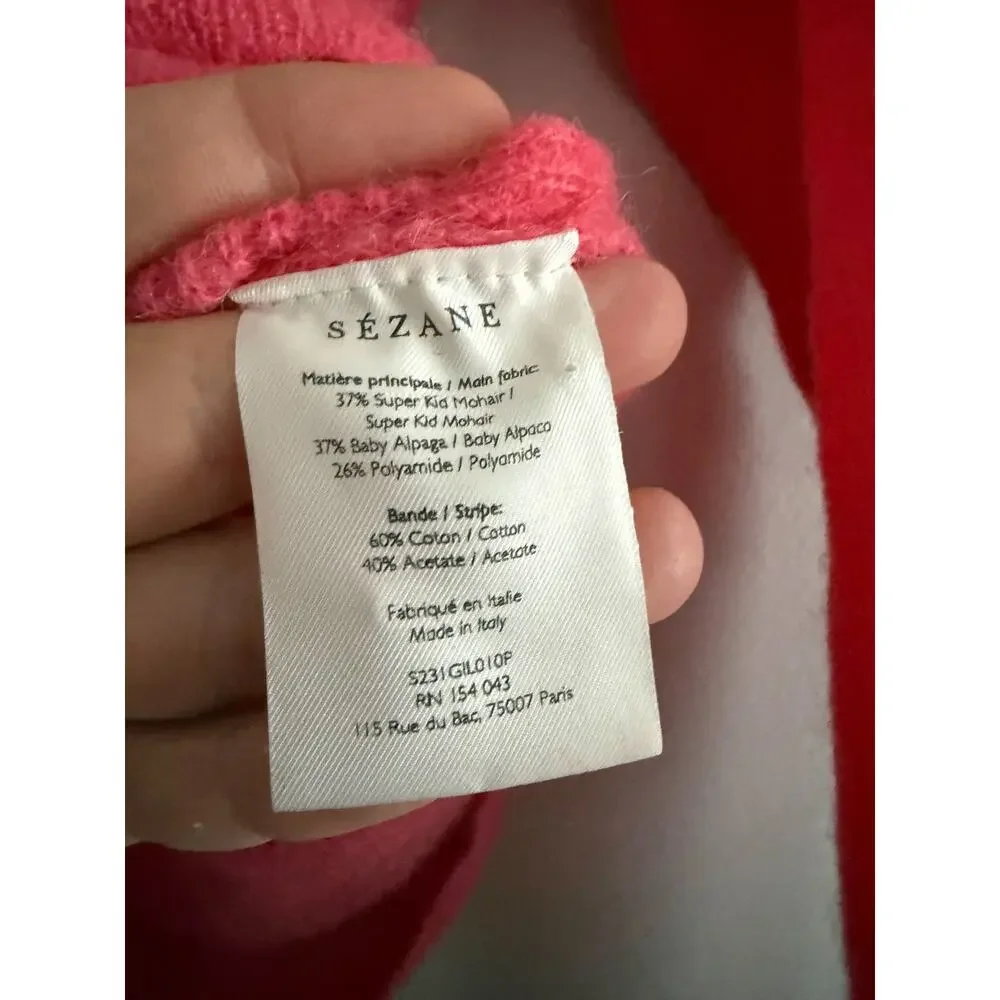 SÉZANE
Matière principale / Main fabric:
37% Super Kid Mohair /
Super Kid Mohair
37% Baby Alpaga / Baby Alpaca
26% Polyamide / Polyamide
Bande / Stripe:
60% Coton / Cotton
40% Acetate / Acetate
Fabriqué en Italie
Made in Italy
S231GIL010P
RN 154 043
115 Rue du Bac, 75007 Paris